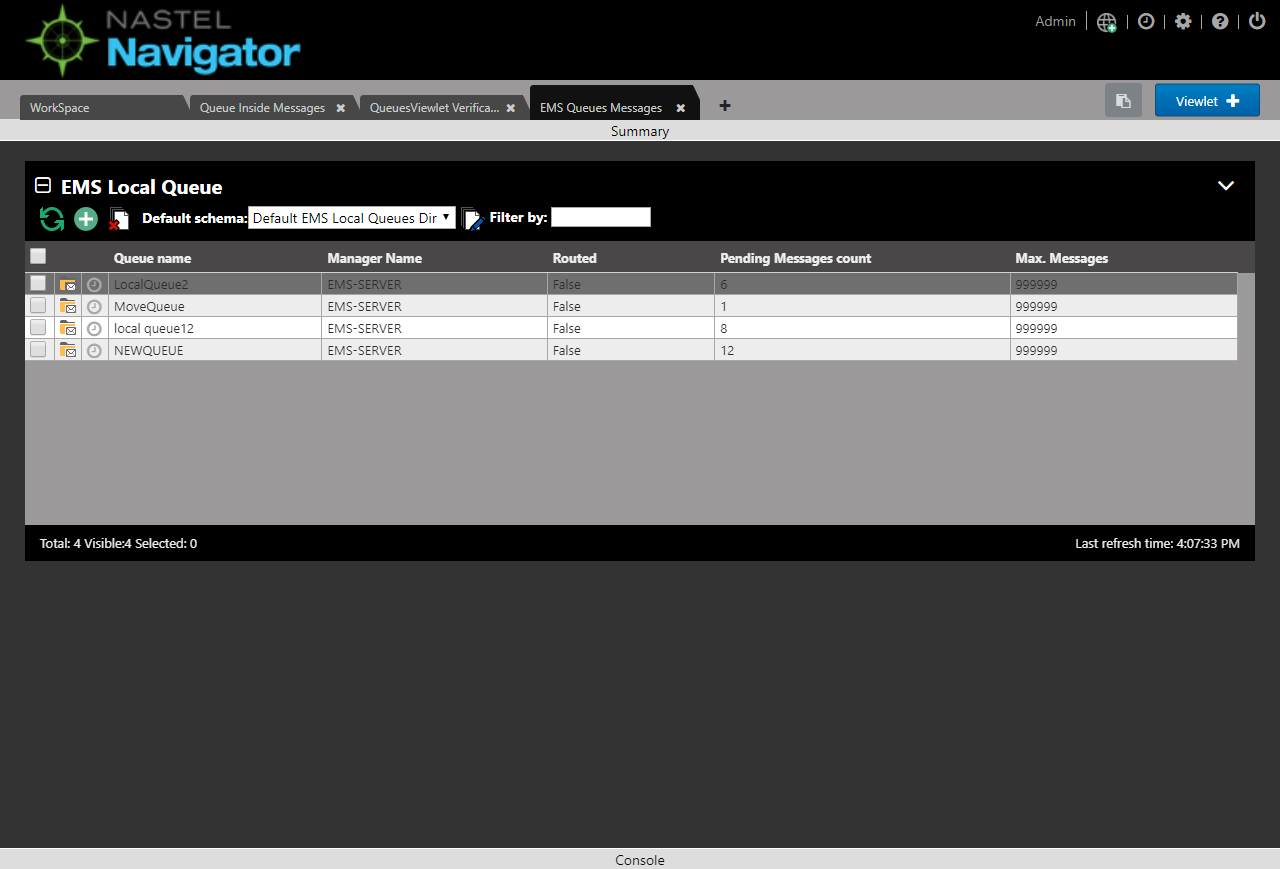 NASTEL
Navigator
Admin
WorkSpace
Queue Inside Messages
QueuesViewlet Verifica...
EMS Queues Messages
Viewlet
Summary
EMS Local Queue
Default schema: Default EMS Local Queues Dir Filter by:
Queue name Manager Name Routed Pending Messages count Max. Messages
LocalQueue2 EMS-SERVER False 6 999999
MoveQueue EMS-SERVER False 1 999999
local queue12 EMS-SERVER False 8 999999
NEWQUEUE EMS-SERVER False 12 999999
Total: 4 Visible:4 Selected: 0 Last refresh time: 4:07:33 PM
Console